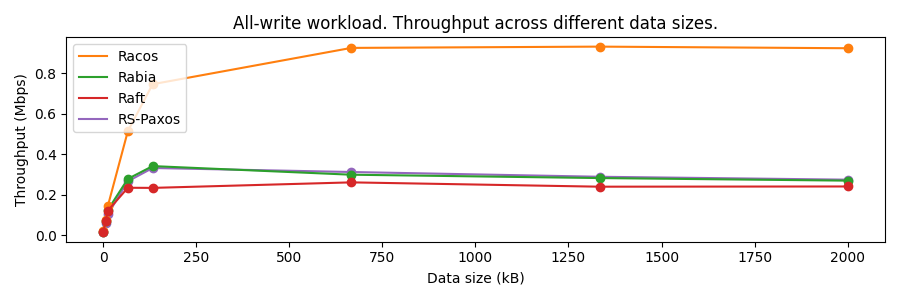 All-write workload. Throughput across different data sizes.
Throughput (Mbps)
0.8
0.6
0.4
0.2
0.0
Racos
Rabia
Raft
RS-Paxos
0 250 500 750 1000 1250 1500 1750 2000
Data size (kB)